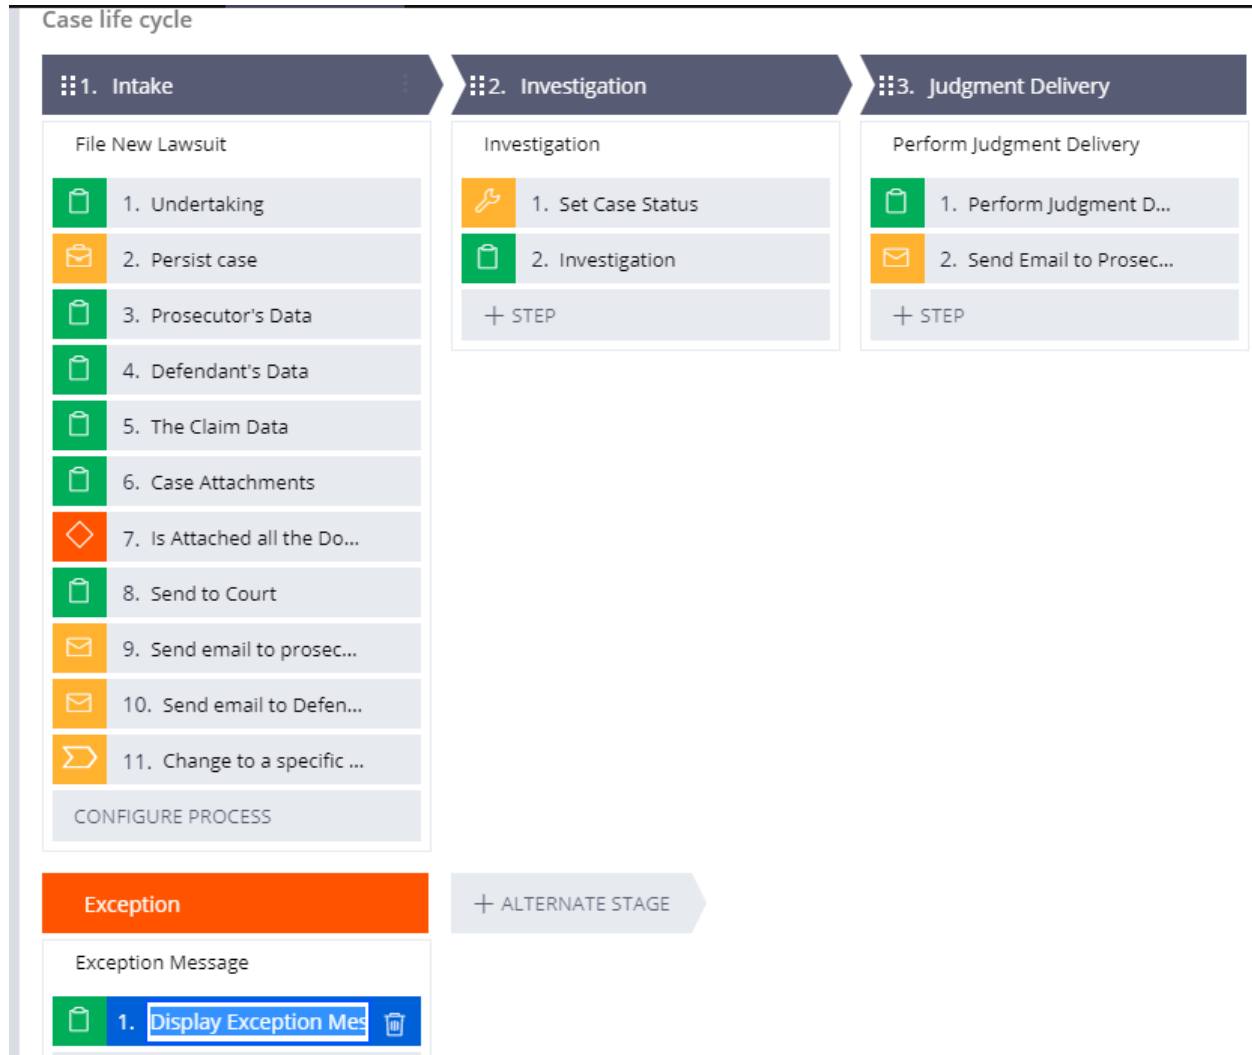 Case life cycle
1. Intake
File New Lawsuit
1. Undertaking
2. Persist case
3. Prosecutor's Data
4. Defendant's Data
5. The Claim Data
6. Case Attachments
7. Is Attached all the Do...
8. Send to Court
9. Send email to prosec...
10. Send email to Defen...
11. Change to a specific ...
CONFIGURE PROCESS
2. Investigation
Investigation
1. Set Case Status
2. Investigation
+ STEP
3. Judgment Delivery
Perform Judgment Delivery
1. Perform Judgment D...
2. Send Email to Prosec...
+ STEP
Exception
Exception Message
1. Display Exception Mes
+ ALTERNATE STAGE